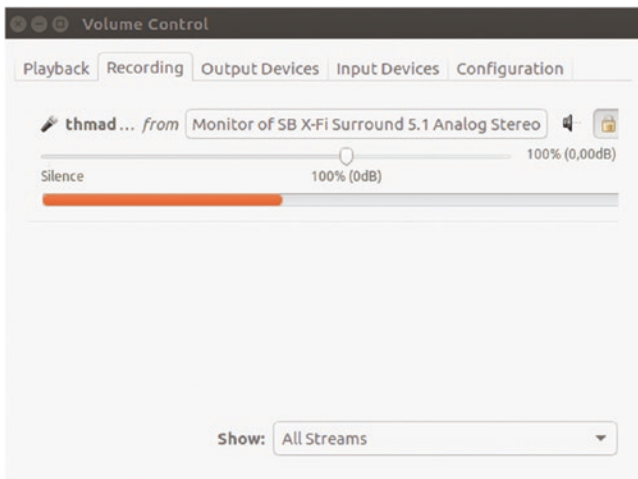 Volume Control
Playback Recording Output Devices Input Devices Configuration
thmad... from Monitor of SB X-Fi Surround 5.1 Analog Stereo
100% (0,00dB)
Silence 100% (0dB)
Show: All Streams